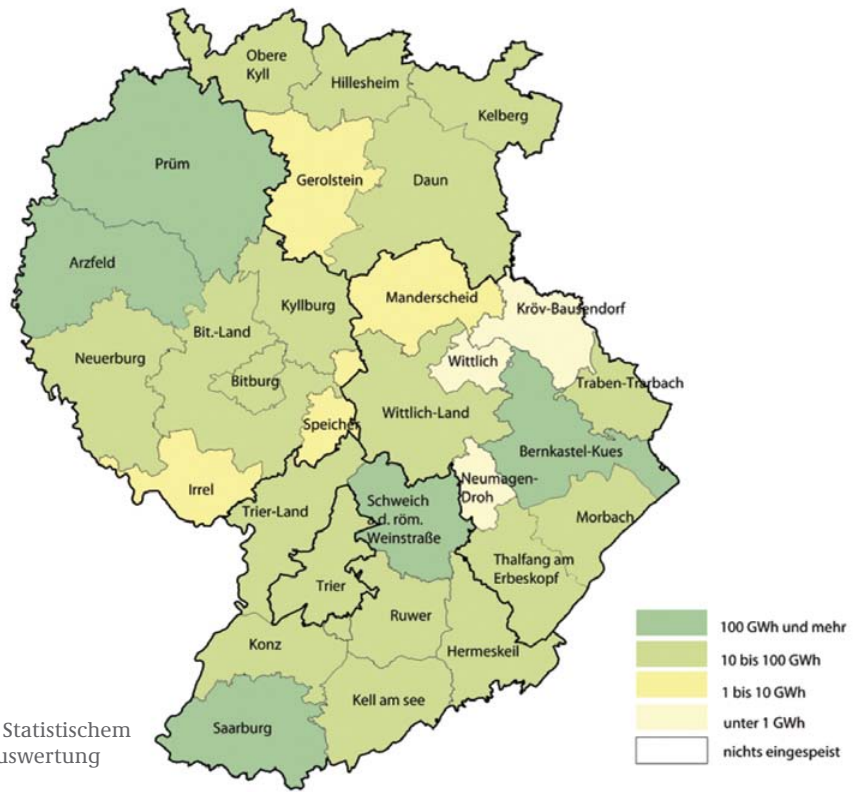 Obere
Kyll
Hillesheim
Kelberg
Prüm
Gerolstein
Daun
Arzfeld
Manderscheid
Kyllburg
Kröv-Bausendorf
Bit.-Land
Neuerburg
Wittlich
Bitburg
Traben-Trarbach
Speicher
Wittlich-Land
Bernkastel-Kues
Irrel
Neumagen-
Droh
Schweich
a.d. röm.
Weinstraße
Trier-Land
Morbach
Thalfang am
Erbeskopf
Trier
Ruwer
Konz
Hermeskeil
Kell am see
Saarburg
100 GWh und mehr
10 bis 100 GWh
1 bis 10 GWh
unter 1 GWh
nichts eingespeist
Statistischem
uswertung